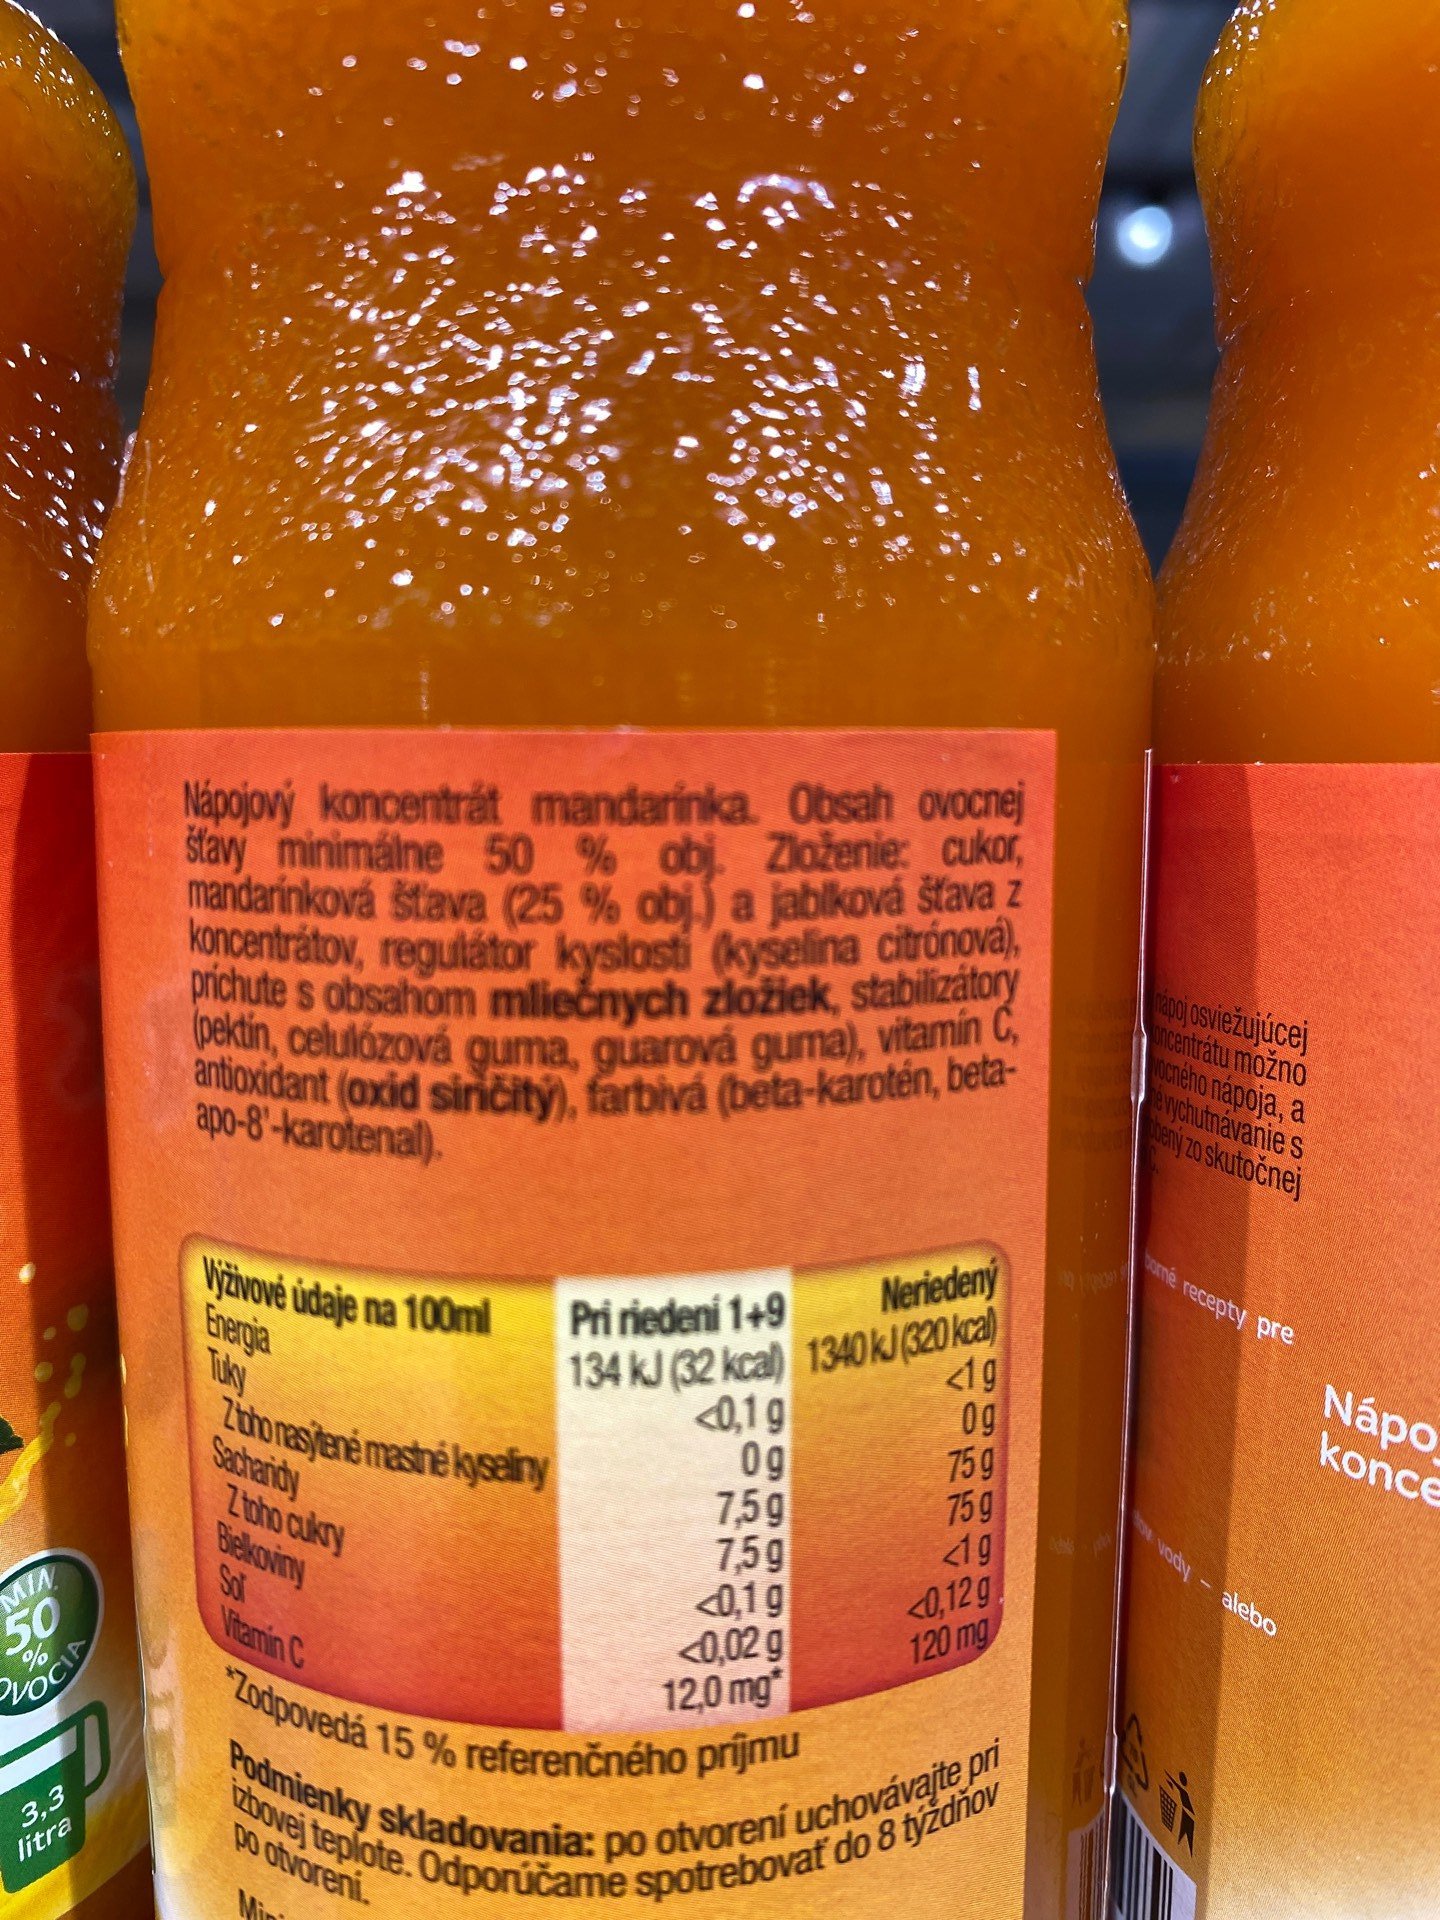 Nápojový koncentrát mandarínka. Obsah ovocnej
šťavy minimálne 50 % obj. Zloženie: cukor,
mandarínková šťava (25 % obj.) a jablková šťava z
koncentrátov, regulátor kyslosti (kyselina citrónová),
príchute s obsahom mliečnych zložiek, stabilizátory
(pektín, celulózová guma, guarová guma), vitamín C,
antioxidant (oxid siričitý), farbivá (beta-karotén, beta-
apo-8'-karotenal).
Výživové údaje na 100ml Pri riedení 1+9 Neriedený
Energia 134 kJ (32 kcal) 1340 kJ (320 kcal)
Tuky <0,1 g <1 g
Z toho nasýtené mastné kyseliny 0 g 0 g
Sacharidy 7,5 g 75 g
Z toho cukry 7,5 g 75 g
Bielkoviny <0,1 g <1 g
Soľ <0,02 g <0,12 g
Vitamín C 12,0 mg* 120 mg
*Zodpovedá 15 % referenčného príjmu
Podmienky skladovania: po otvorení uchovávajte pri
izbovej teplote. Odporúčame spotrebovať do 8 týždňov
po otvorení.
MIN.
50
%
OVOCIA
3,3
litra
nápoj osviežujúcej
koncentrátu možno
ovocného nápoja, a
vychutnávanie s
zo skutočnej
C.
recepty pre
Nápoj
konce
vody – alebo